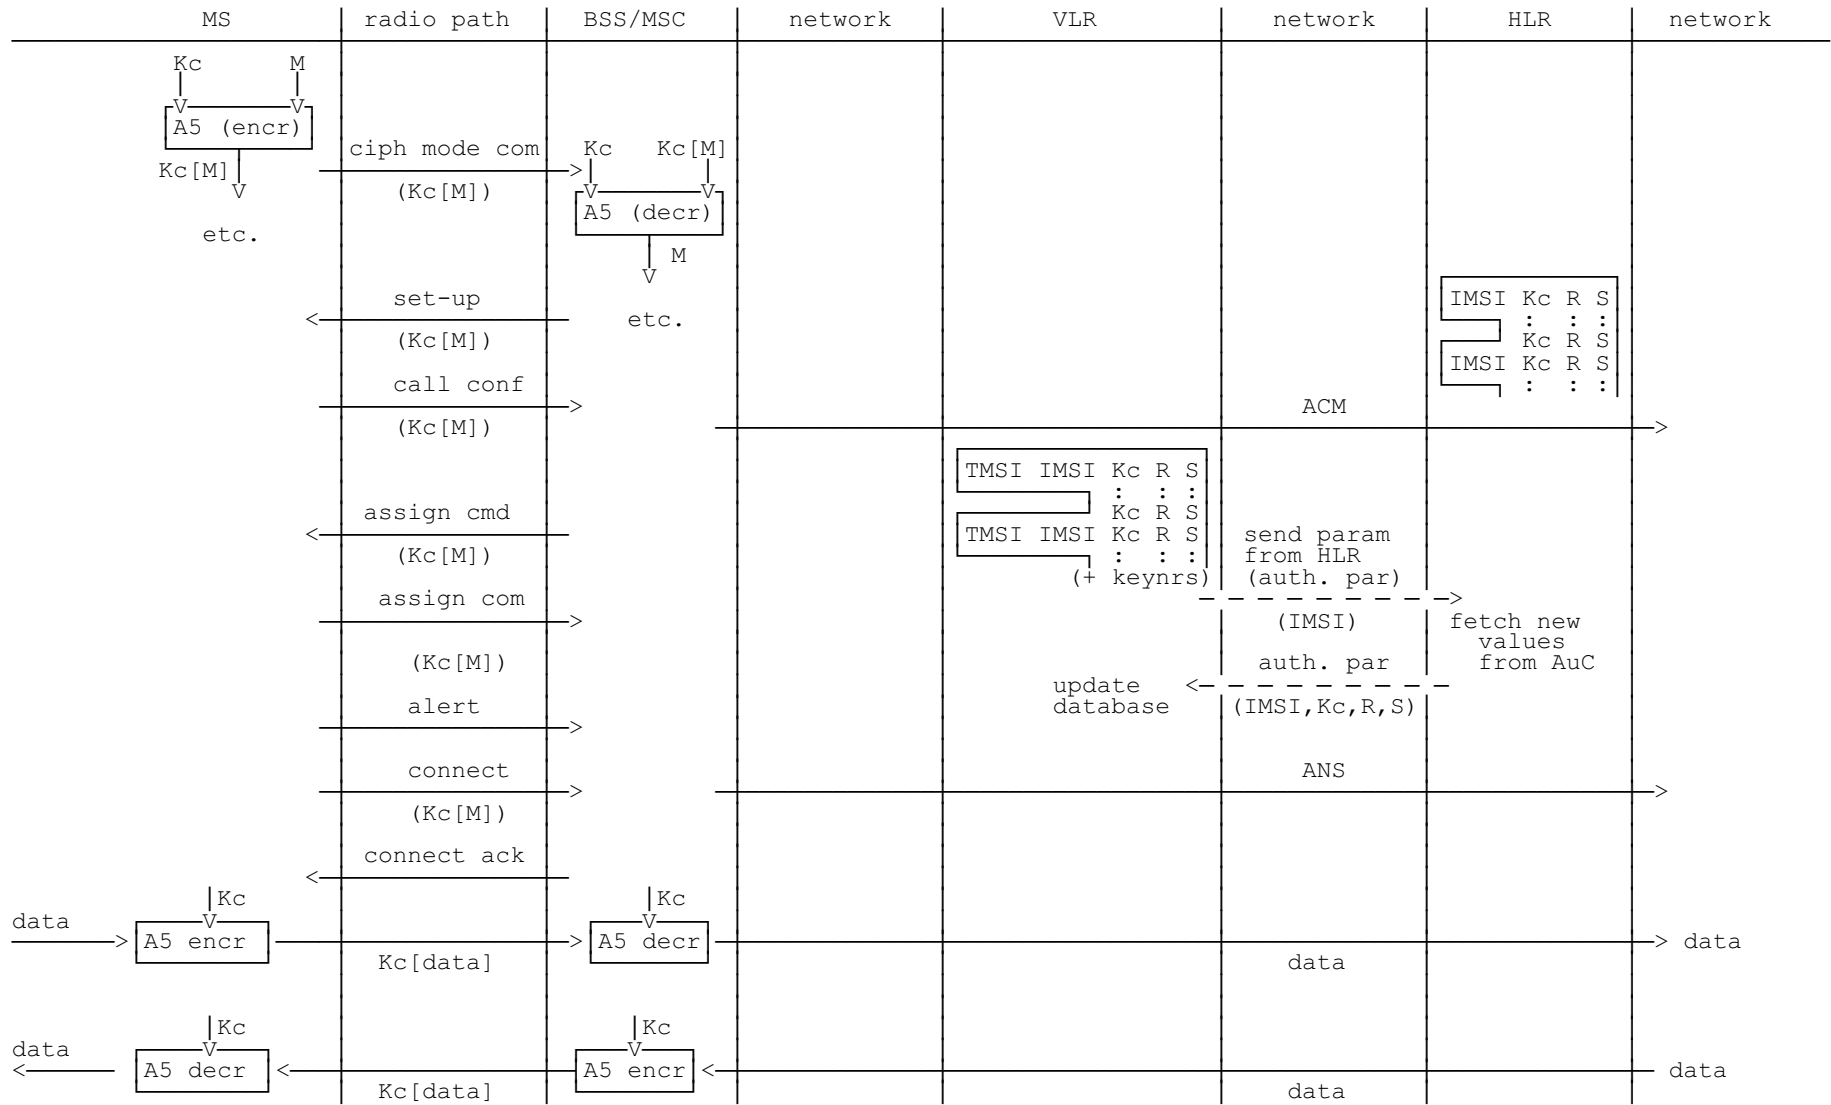 MS radio path BSS/MSC network VLR network HLR network
Kc M
A5 (encr)
ciph mode com Kc Kc[M]
Kc[M]
(Kc[M])
A5 (decr)
etc.
M
set-up IMSI Kc R S
etc. : : :
(Kc[M]) Kc R S
IMSI Kc R S
call conf : : :
ACM
(Kc[M])
TMSI IMSI Kc R S
: : :
assign cmd Kc R S
TMSI IMSI Kc R S send param
(Kc[M]) : : : from HLR
(+ keynrs) (auth. par)
assign com
(IMSI) fetch new
values
(Kc[M]) auth. par from AuC
update
alert database (IMSI,Kc,R,S)
connect ANS
(Kc[M])
connect ack
Kc Kc
data
A5 encr A5 decr data
Kc[data] data
Kc Kc
data
A5 decr A5 encr data
Kc[data] data